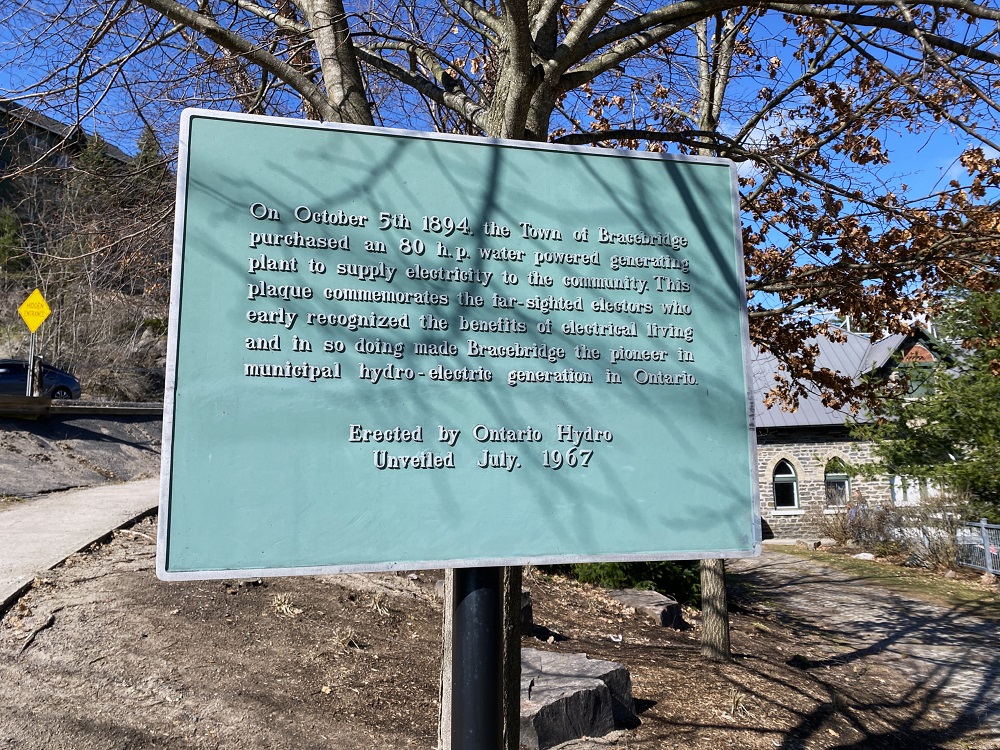 On October 5th 1894, the Town of Bracebridge
purchased an 80 h.p. water powered generating
plant to supply electricity to the community. This
plaque commemorates the far-sighted electors who
early recognized the benefits of electrical living
and in so doing made Bracebridge the pioneer in
municipal hydro-electric generation in Ontario.
Erected by Ontario Hydro
Unveiled July, 1967
HIDDEN
ENTRANCE